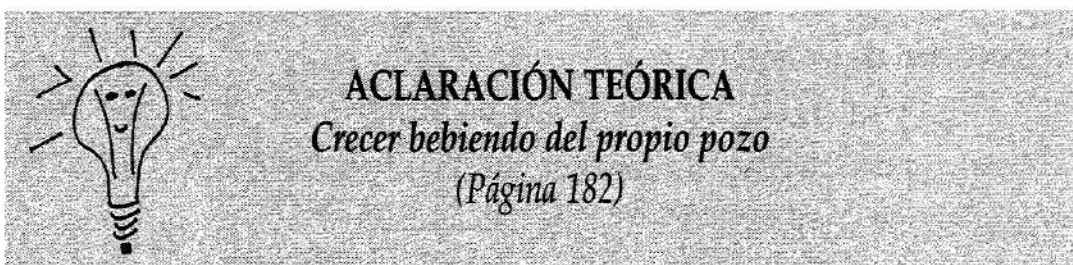 ACLARACIÓN TEÓRICA
Crecer bebiendo del propio pozo
(Página 182)